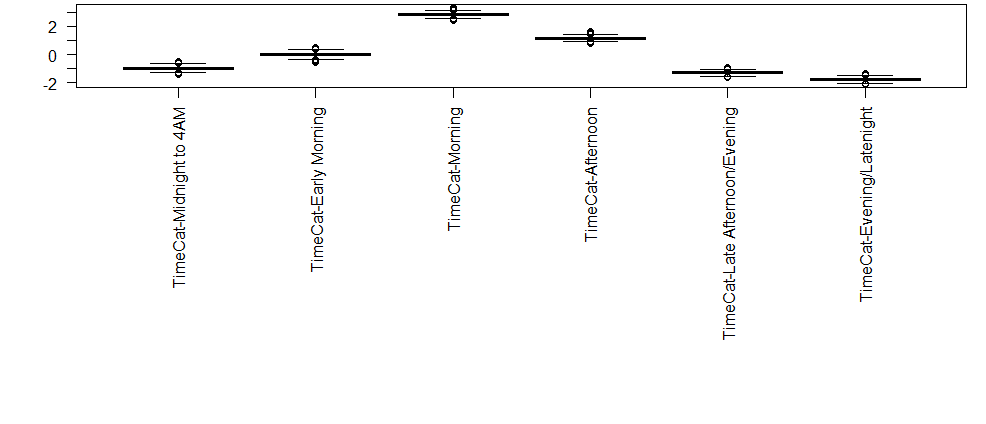 2
0
-2
TimeCat-Midnight to 4AM
TimeCat-Early Morning
TimeCat-Morning
TimeCat-Afternoon
TimeCat-Late Afternoon/Evening
TimeCat-Evening/Latenight